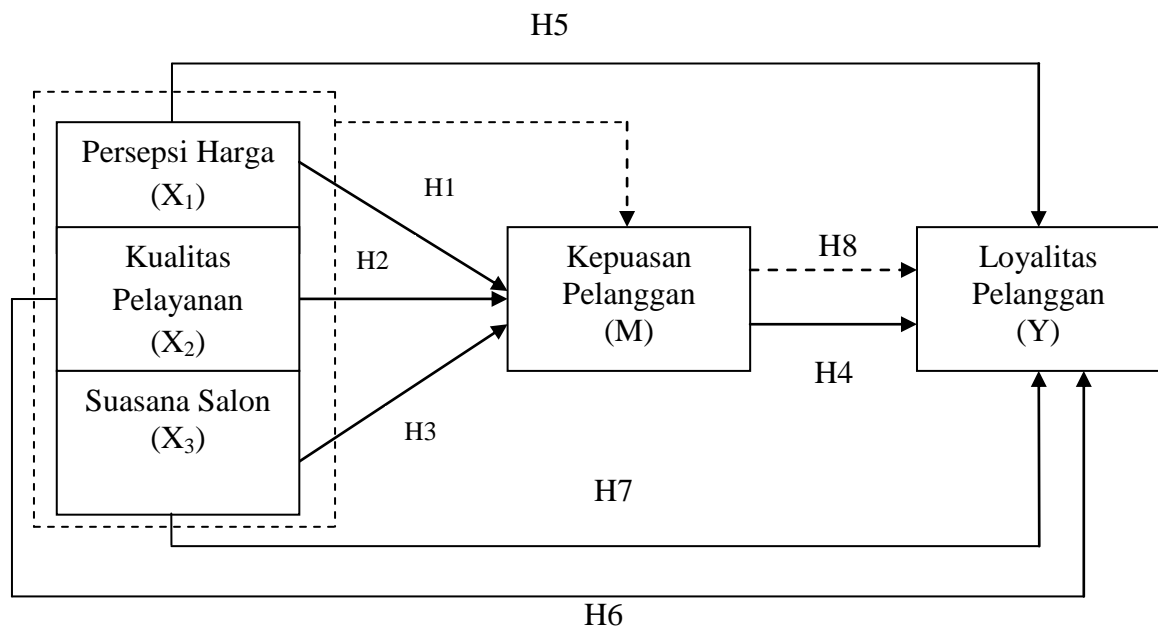 H5
Persepsi Harga
(X₁)
H1
Kualitas
Pelayanan
(X₂)
H2
Suasana Salon
(X₃)
H3
Kepuasan
Pelanggan
(M)
H8
H4
Loyalitas
Pelanggan
(Y)
H7
H6